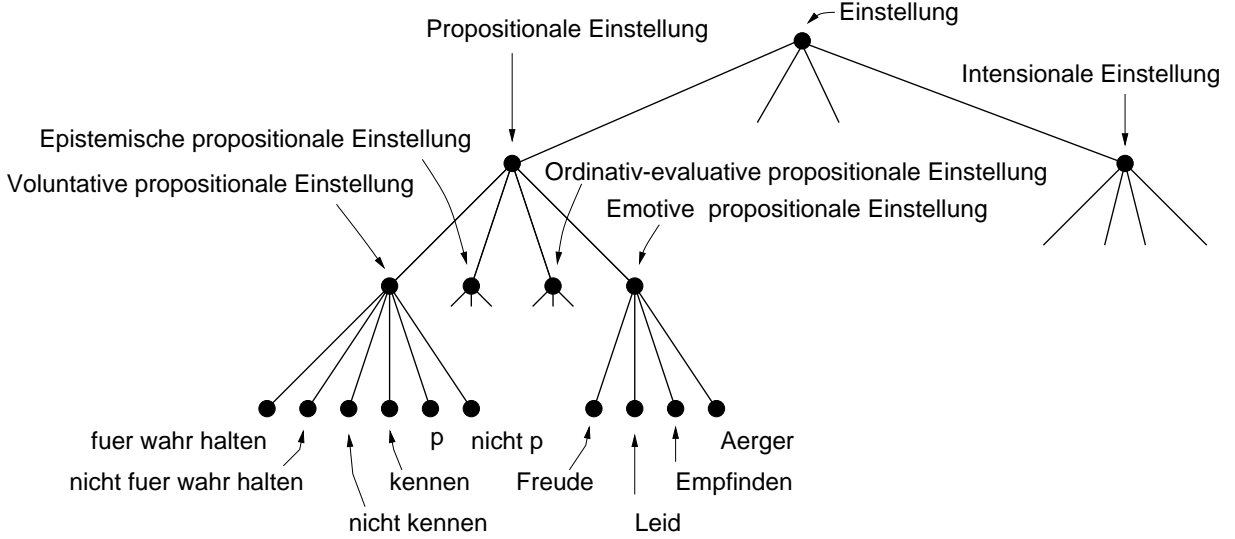 Einstellung
Propositionale Einstellung
Intensionale Einstellung
Epistemische propositionale Einstellung
Ordinativ-evaluative propositionale Einstellung
Voluntative propositionale Einstellung
Emotive propositionale Einstellung
fuer wahr halten
p
nicht p
Aerger
nicht fuer wahr halten
kennen
Freude
Empfinden
nicht kennen
Leid